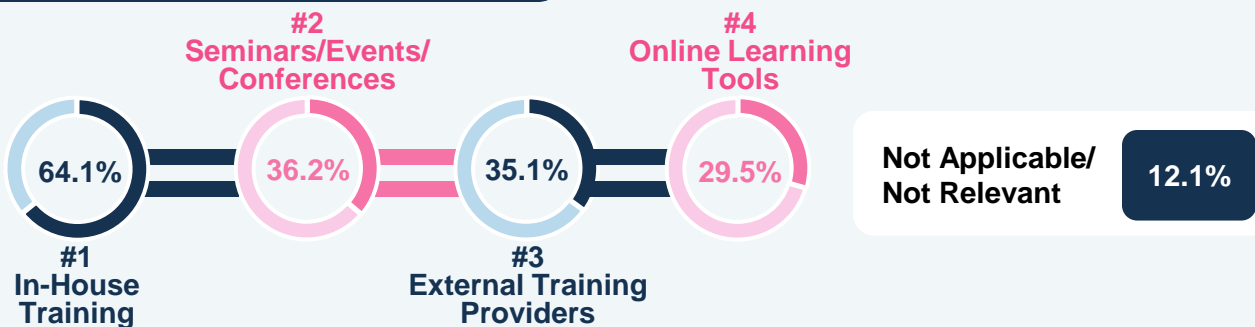 #2
Seminars/Events/
Conferences
#4
Online Learning
Tools
64.1%
36.2%
35.1%
29.5%
Not Applicable/
Not Relevant
12.1%
#1
In-House
Training
#3
External Training
Providers